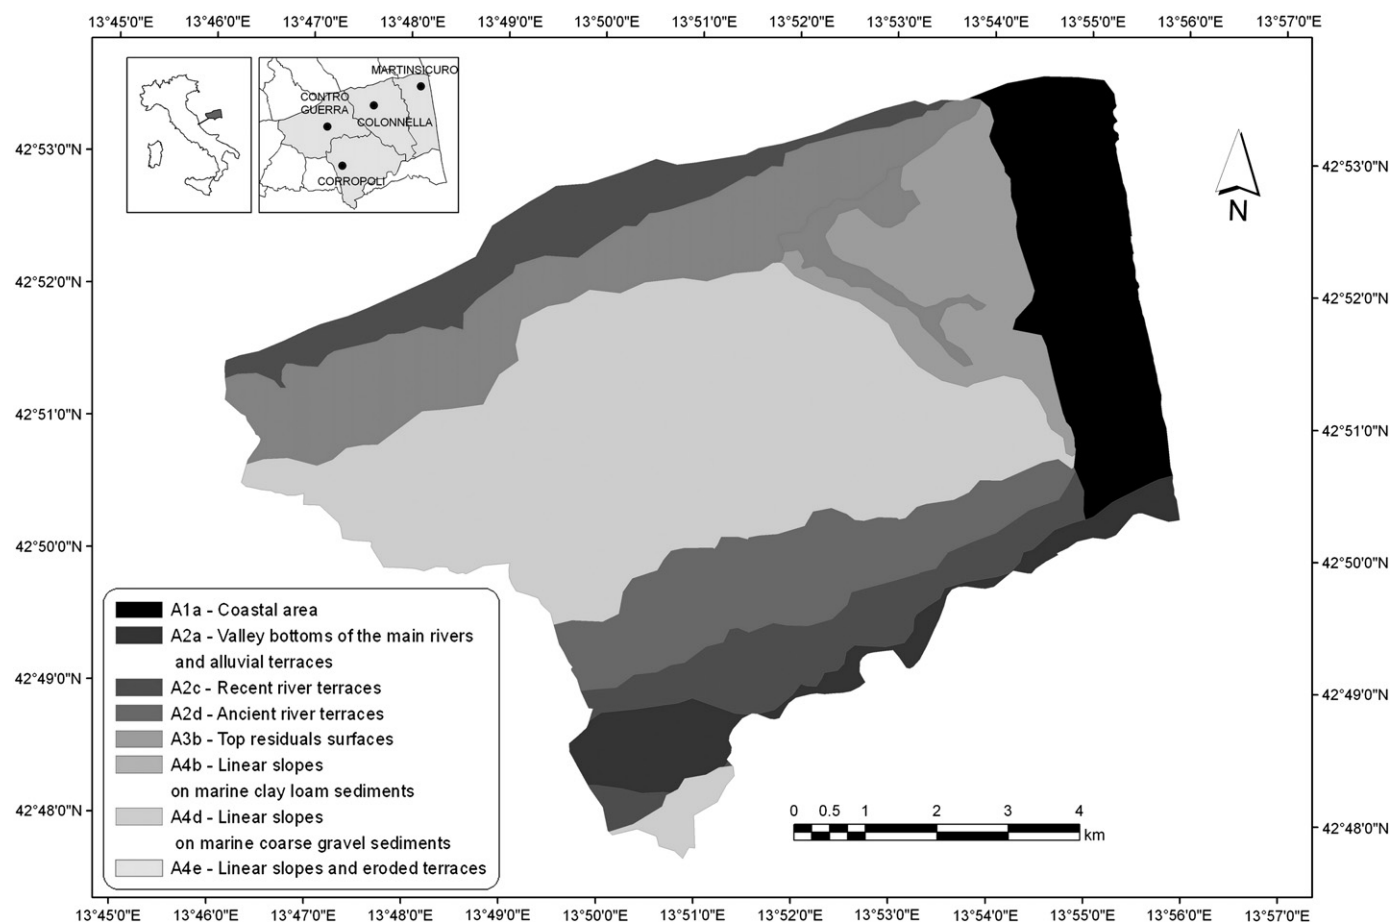 13°45'0"E 13°46'0"E 13°47'0"E 13°48'0"E 13°49'0"E 13°50'0"E 13°51'0"E 13°52'0"E 13°53'0"E 13°54'0"E 13°55'0"E 13°56'0"E 13°57'0"E
MARTINSICURO
CONTRO
GUERRA
COLONNELLA
CORROPOLI
42°53'0"N
42°53'0"N
N
42°52'0"N
42°52'0"N
42°51'0"N
42°51'0"N
42°50'0"N
42°50'0"N
A1a - Coastal area
A2a - Valley bottoms of the main rivers
and alluvial terraces
42°49'0"N
42°49'0"N
A2c - Recent river terraces
A2d - Ancient river terraces
A3b - Top residuals surfaces
A4b - Linear slopes
on marine clay loam sediments
42°48'0"N
42°48'0"N
A4d - Linear slopes
on marine coarse gravel sediments
A4e - Linear slopes and eroded terraces
0 0.5 1 2 3 4
km
13°45'0"E 13°46'0"E 13°47'0"E 13°48'0"E 13°49'0"E 13°50'0"E 13°51'0"E 13°52'0"E 13°53'0"E 13°54'0"E 13°55'0"E 13°56'0"E 13°57'0"E